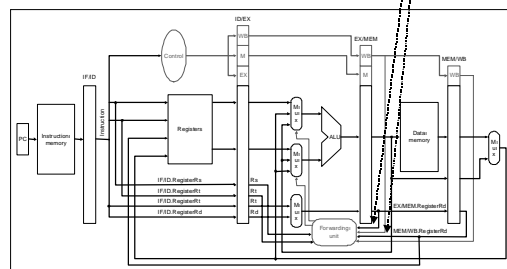 ID/EX
WB
EX/MEM
Control
M
WB
MEM/WB
IF/ID
EX
M
WB
Instruction
PC
Instruction
memory
Registers
M
u
x
M
u
x
ALU
Data
memory
M
u
x
IF/ID.RegisterRs
Rs
IF/ID.RegisterRt
Rt
IF/ID.RegisterRt
Rt
IF/ID.RegisterRd
Rd
M
u
x
EX/MEM.RegisterRd
Forwarding
unit
MEM/WB.RegisterRd